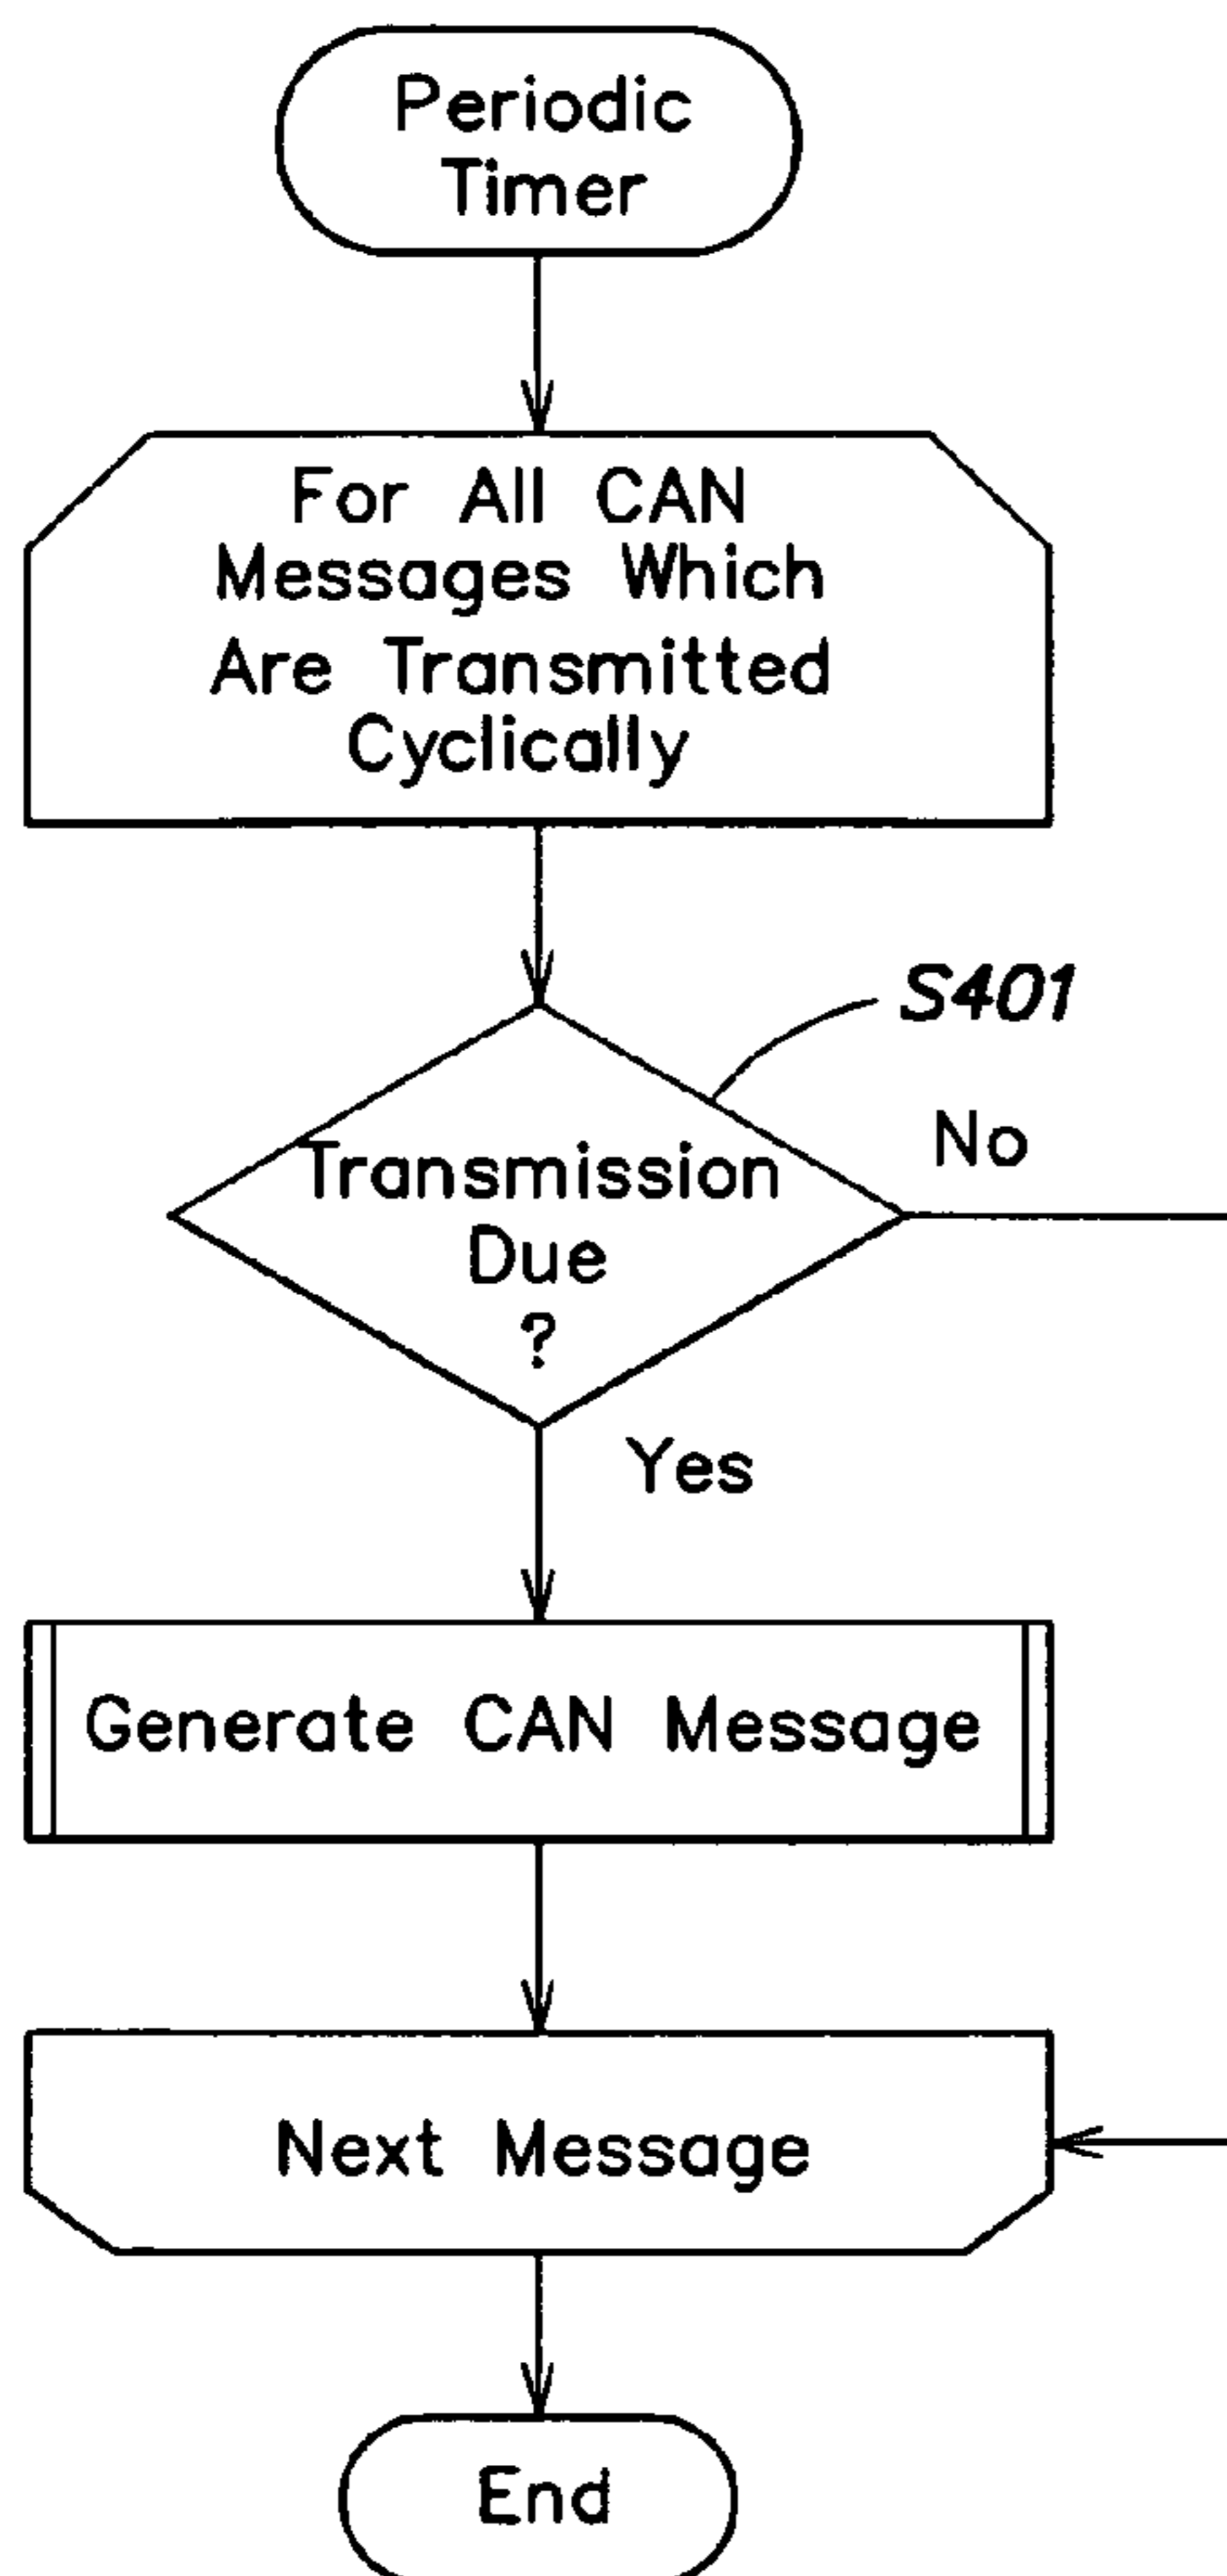 Periodic
Timer
For All CAN
Messages Which
Are Transmitted
Cyclically
S401
No
Transmission
Due
?
Yes
Generate CAN Message
Next Message
End